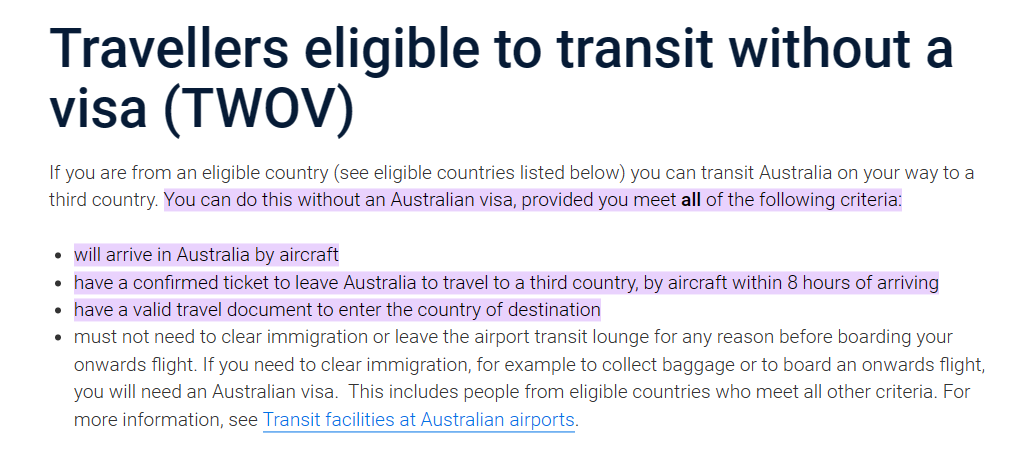 Travellers eligible to transit without a
visa (TWOV)
If you are from an eligible country (see eligible countries listed below) you can transit Australia on your way to a
third country. You can do this without an Australian visa, provided you meet all of the following criteria:
• will arrive in Australia by aircraft
• have a confirmed ticket to leave Australia to travel to a third country, by aircraft within 8 hours of arriving
• have a valid travel document to enter the country of destination
• must not need to clear immigration or leave the airport transit lounge for any reason before boarding your
onwards flight. If you need to clear immigration, for example to collect baggage or to board an onwards flight,
you will need an Australian visa.  This includes people from eligible countries who meet all other criteria. For
more information, see Transit facilities at Australian airports.